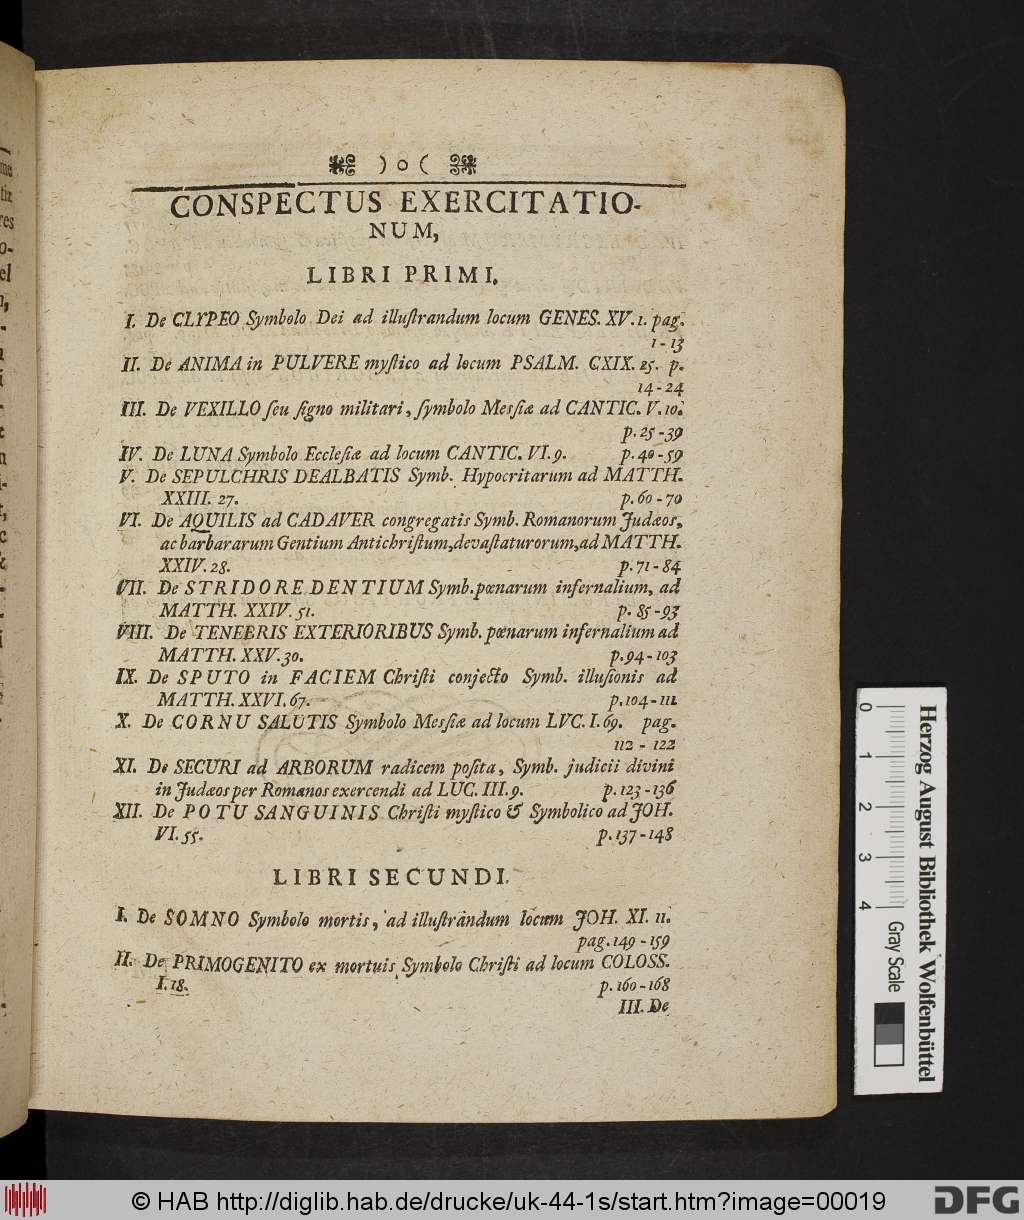 ) o (
CONSPECTUS EXERCITATIO-
NUM,
LIBRI PRIMI.
I. De CLYPEO Symbolo Dei ad illuſtrandum locum GENES. XV. 1. pag.
1-13
II. De ANIMA in PULVERE myſtico ad locum PSALM. CXIX. 25. p.
14-24
III. De VEXILLO ſeu ſigno militari, ſymbolo Meſſiæ ad CANTIC. V. 10.
p. 25-39
IV. De LUNA Symbolo Eccleſiæ ad locum CANTIC. VI. 9. p. 40-59
V. De SEPULCHRIS DEALBATIS Symb. Hypocritarum ad MATTH.
XXIII. 27. p. 60-70
VI. De AQUILIS ad CADAVER congregatis Symb. Romanorum Judæos,
ac barbararum Gentium Antichriſtum, devaſtaturorum, ad MATTH.
XXIV. 28. p. 71-84
VII. De STRIDORE DENTIUM Symb. pœnarum infernalium, ad
MATTH. XXIV. 51. p. 85-93
VIII. De TENEBRIS EXTERIORIBUS Symb. pœnarum infernalium ad
MATTH. XXV. 30. p. 94-103
IX. De SPUTO in FACIEM Chriſti conjecto Symb. illuſionis ad
MATTH. XXVI. 67. p. 104-111
X. De CORNU SALUTIS Symbolo Meſſiæ ad locum LVC. I. 69. pag.
112-122
XI. De SECURI ad ARBORUM radicem poſita, Symb. judicii divini
in Judæos per Romanos exercendi ad LUC. III. 9. p. 123-136
XII. De POTU SANGUINIS Chriſti myſtico & Symbolico ad JOH.
VI. 55. p. 137-148
LIBRI SECUNDI.
I. De SOMNO Symbolo mortis, ad illuſtrandum locum JOH. XI. 11.
pag. 149-159
II. De PRIMOGENITO ex mortuis Symbolo Chriſti ad locum COLOSS.
I. 18. p. 160-168
III. De
0 1 2 3 4
Herzog August Bibliothek Wolfenbüttel
Gray Scale
© HAB http://diglib.hab.de/drucke/uk-44-1s/start.htm?image=00019
DFG